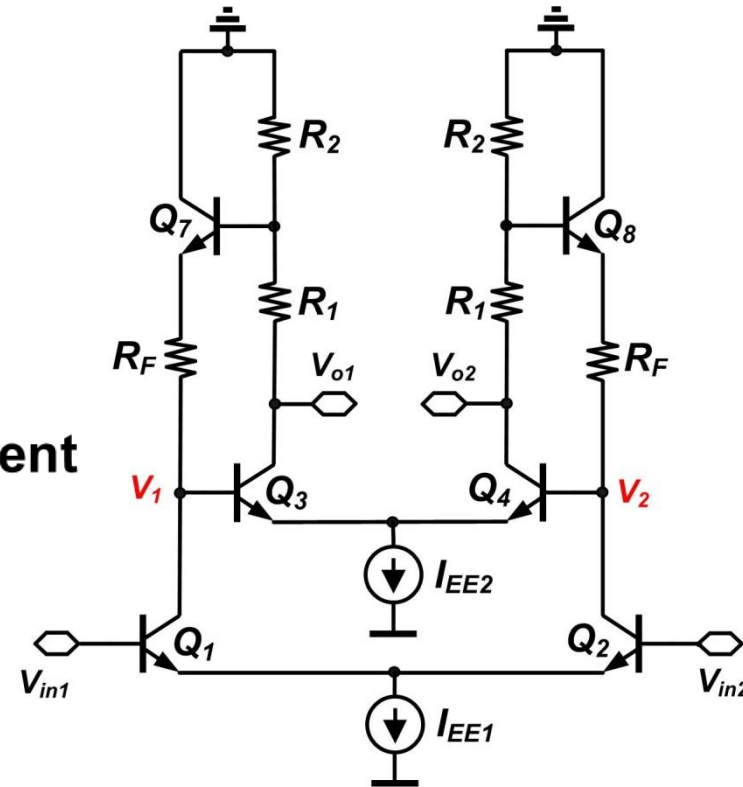 R2 R2
Q7 Q8
R1 R1
RF Vo1 Vo2 RF
ent
V1 Q3 Q4 V2
IEE2
Q1 Q2
Vin1 Vin2
IEE1